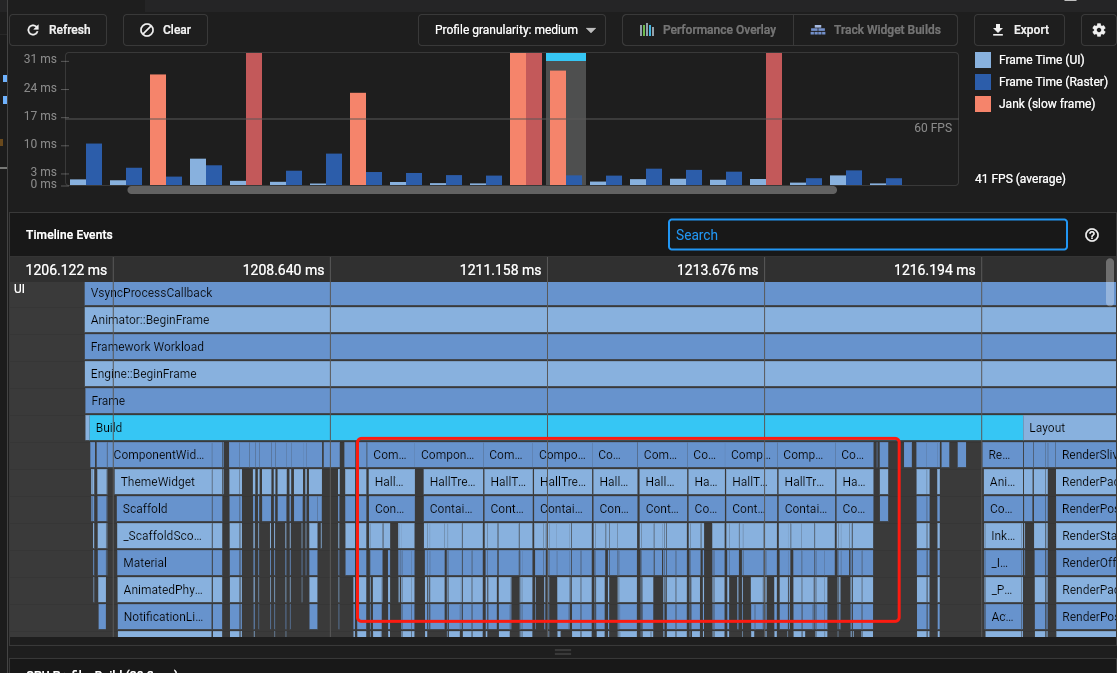 Refresh Clear Profile granularity: medium Performance Overlay Track Widget Builds Export
31 ms
24 ms
17 ms
10 ms
3 ms
0 ms
60 FPS
Frame Time (UI)
Frame Time (Raster)
Jank (slow frame)
41 FPS (average)
Timeline Events Search
1206.122 ms 1208.640 ms 1211.158 ms 1213.676 ms 1216.194 ms
UI
VsyncProcessCallback
Animator::BeginFrame
Framework Workload
Engine::BeginFrame
Frame
Build Layout
ComponentWid... Com... Compon... Com... Compo... Co... Com... Co... Comp... Comp... Co... Re... RenderSliv
ThemeWidget Hall... HallTre... HallT... HallTre... Hall... Hall... Ha... HallT... HallTr... Ha... Ani... RenderPad
Scaffold Con... Contai... Cont... Contai... Con... Cont... Co... Cont... Contai... Co... Co... RenderPos
_ScaffoldSco... Ink... RenderSta
Material _I... RenderOff
AnimatedPhy... _P... RenderPad
NotificationLi... Ac... RenderPos